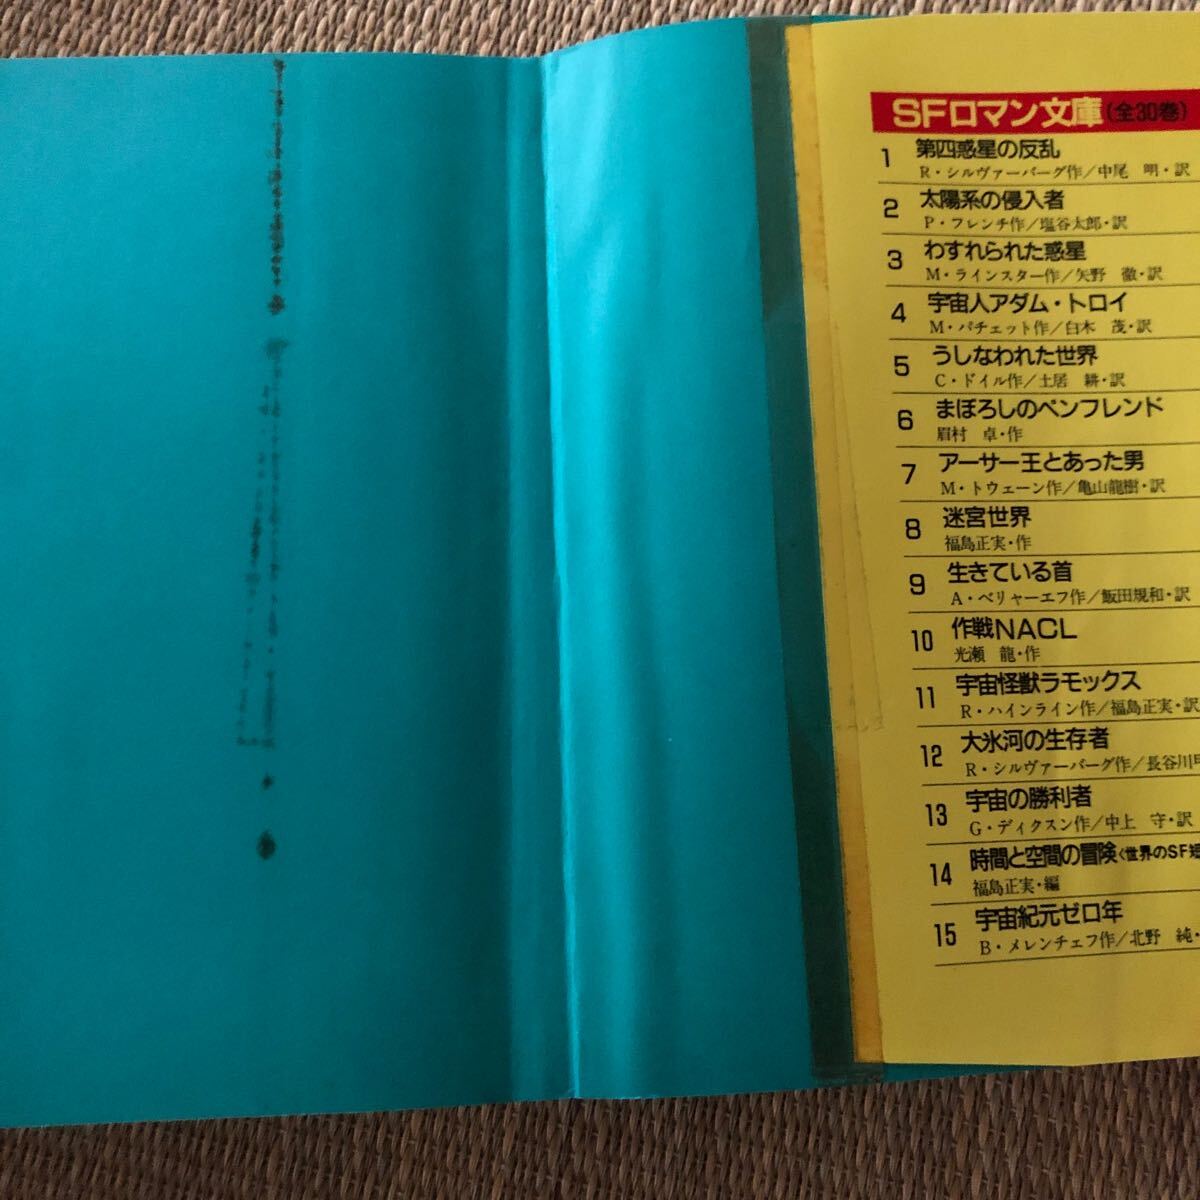 SFロマン文庫(全30巻)
1 第四惑星の反乱
R・シルヴァーバーグ作/中尾 明・訳
2 太陽系の侵入者
P・フレンチ作/塩谷太郎・訳
3 わすれられた惑星
M・ラインスター作/矢野 徹・訳
4 宇宙人アダム・トロイ
M・パチェット作/白木 茂・訳
5 うしなわれた世界
C・ドイル作/土居 耕・訳
6 まぼろしのペンフレンド
眉村 卓・作
7 アーサー王とあった男
M・トウェーン作/亀山龍樹・訳
8 迷宮世界
福島正実・作
9 生きている首
A・ベリャーエフ作/飯田規和・訳
10 作戦NACL
光瀬 龍・作
11 宇宙怪獣ラモックス
R・ハインライン作/福島正実・訳
12 大氷河の生存者
R・シルヴァーバーグ作/長谷川甲
13 宇宙の勝利者
G・ディクスン作/中上 守・訳
14 時間と空間の冒険〈世界のSF短
福島正実・編
15 宇宙紀元ゼロ年
B・メレンチェフ作/北野 純・